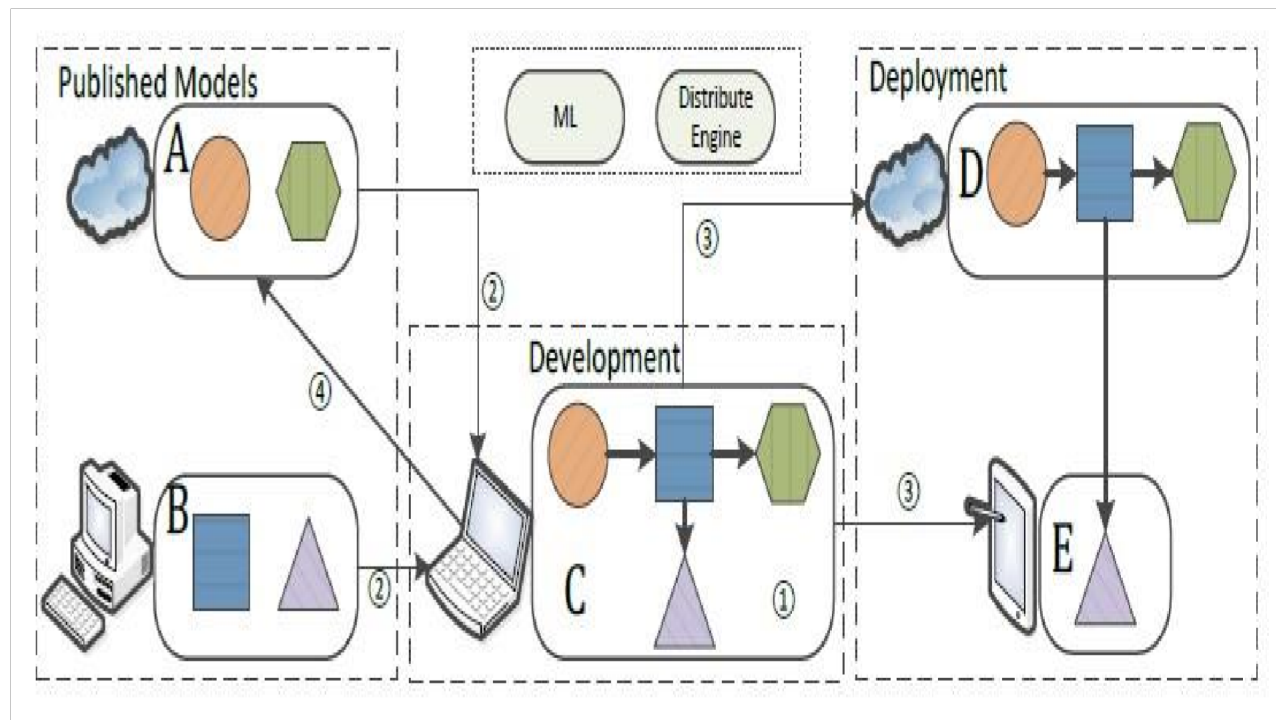 Published Models
A
ML
Distribute
Engine
Deployment
D
②
③
④
Development
B
②
C
①
③
E